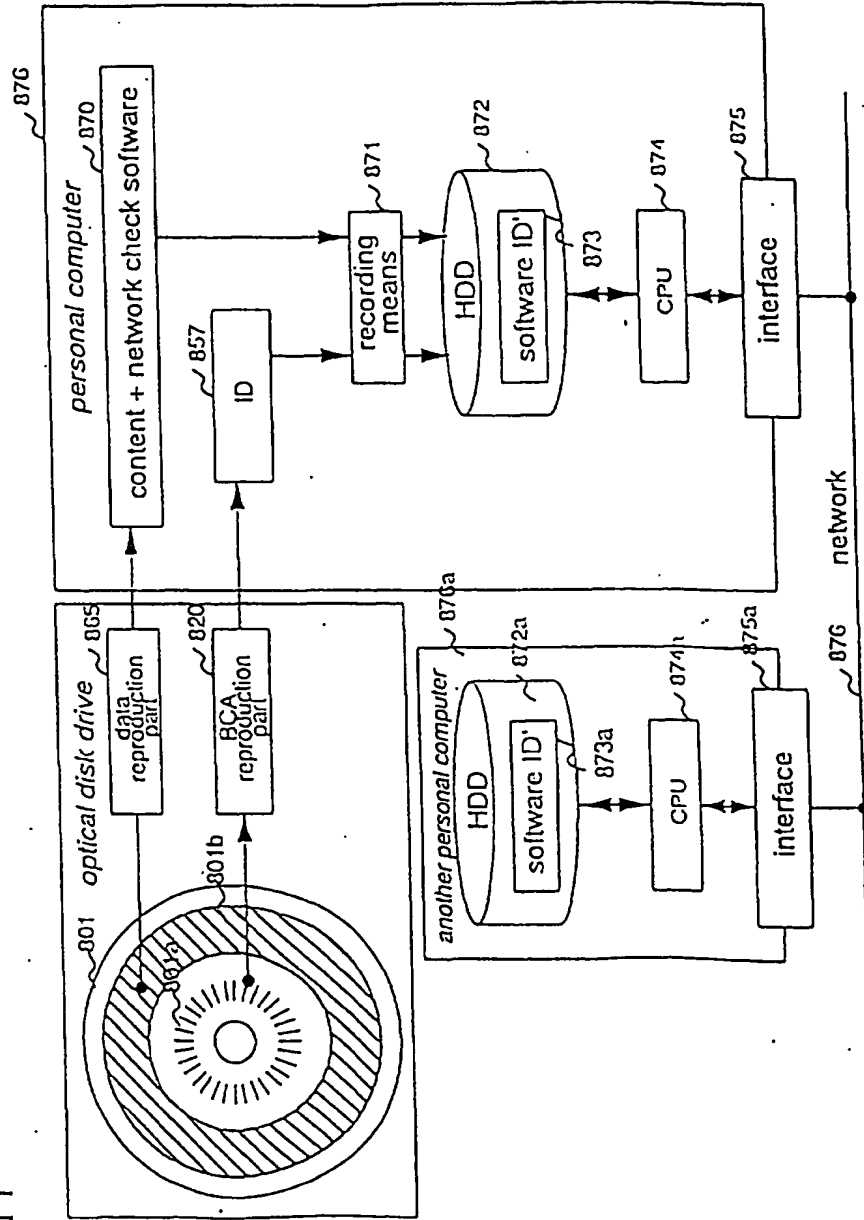 876
personal computer
870
content + network check software
857
ID
871
recording
means
872
HDD
software ID'
873
874
CPU
875
interface
network
876
optical disk drive
865
data
reproduction
part
820
BCA
reproduction
part
801
801b
801a
another personal computer
876a
872a
HDD
software ID'
873a
CPU
875a
interface